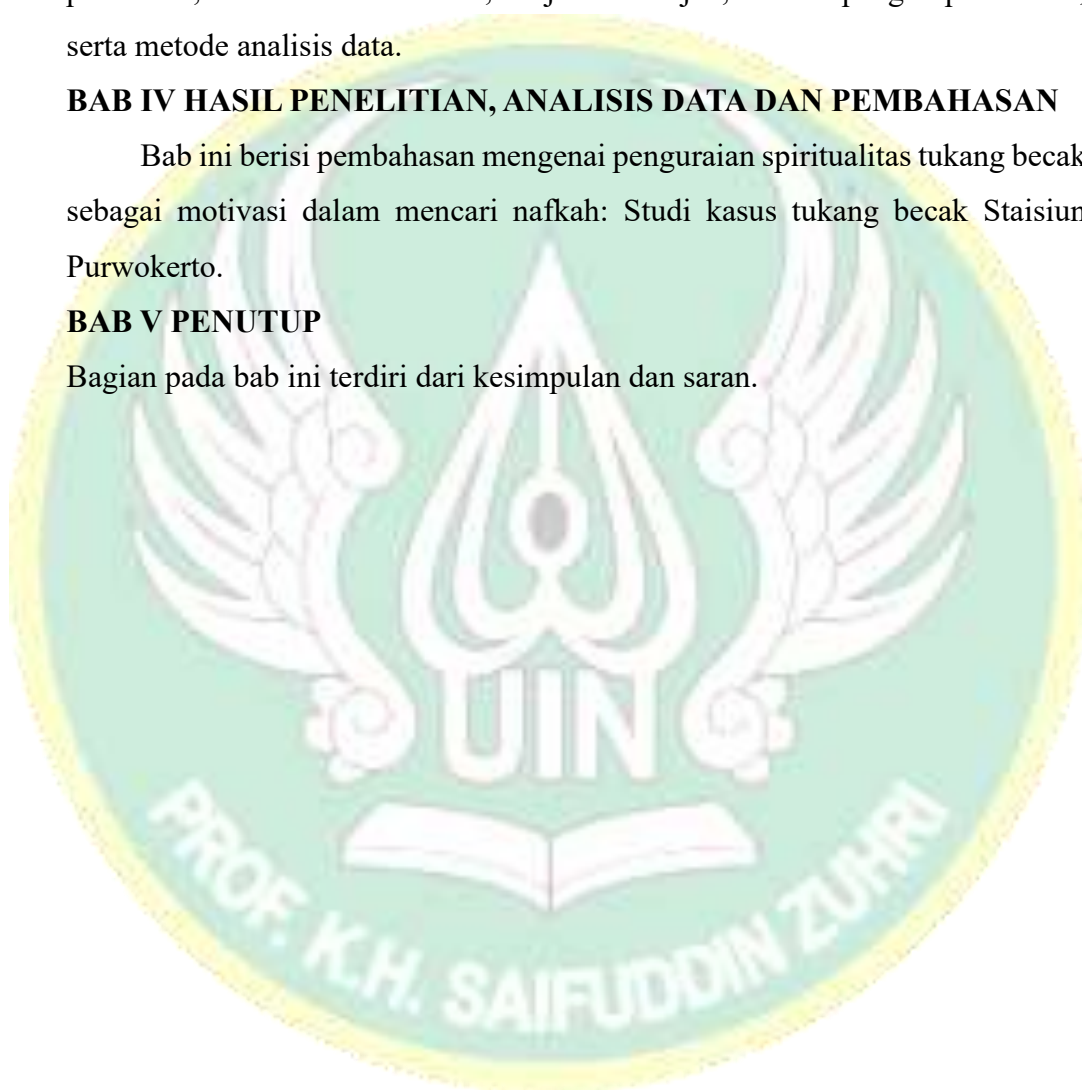 serta metode analisis data.
BAB IV HASIL PENELITIAN, ANALISIS DATA DAN PEMBAHASAN
Bab ini berisi pembahasan mengenai penguraian spiritualitas tukang becak
sebagai motivasi dalam mencari nafkah: Studi kasus tukang becak Staisiun
Purwokerto.
BAB V PENUTUP
Bagian pada bab ini terdiri dari kesimpulan dan saran.
UIN
PROF. K.H. SAIFUDDIN ZUHRI